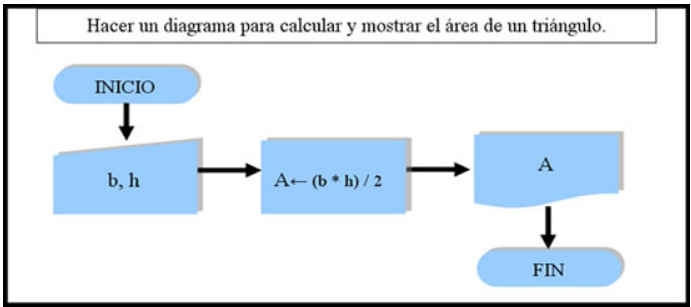 Hacer un diagrama para calcular y mostrar el área de un triángulo.
INICIO
b, h
A← (b * h) / 2
A
FIN